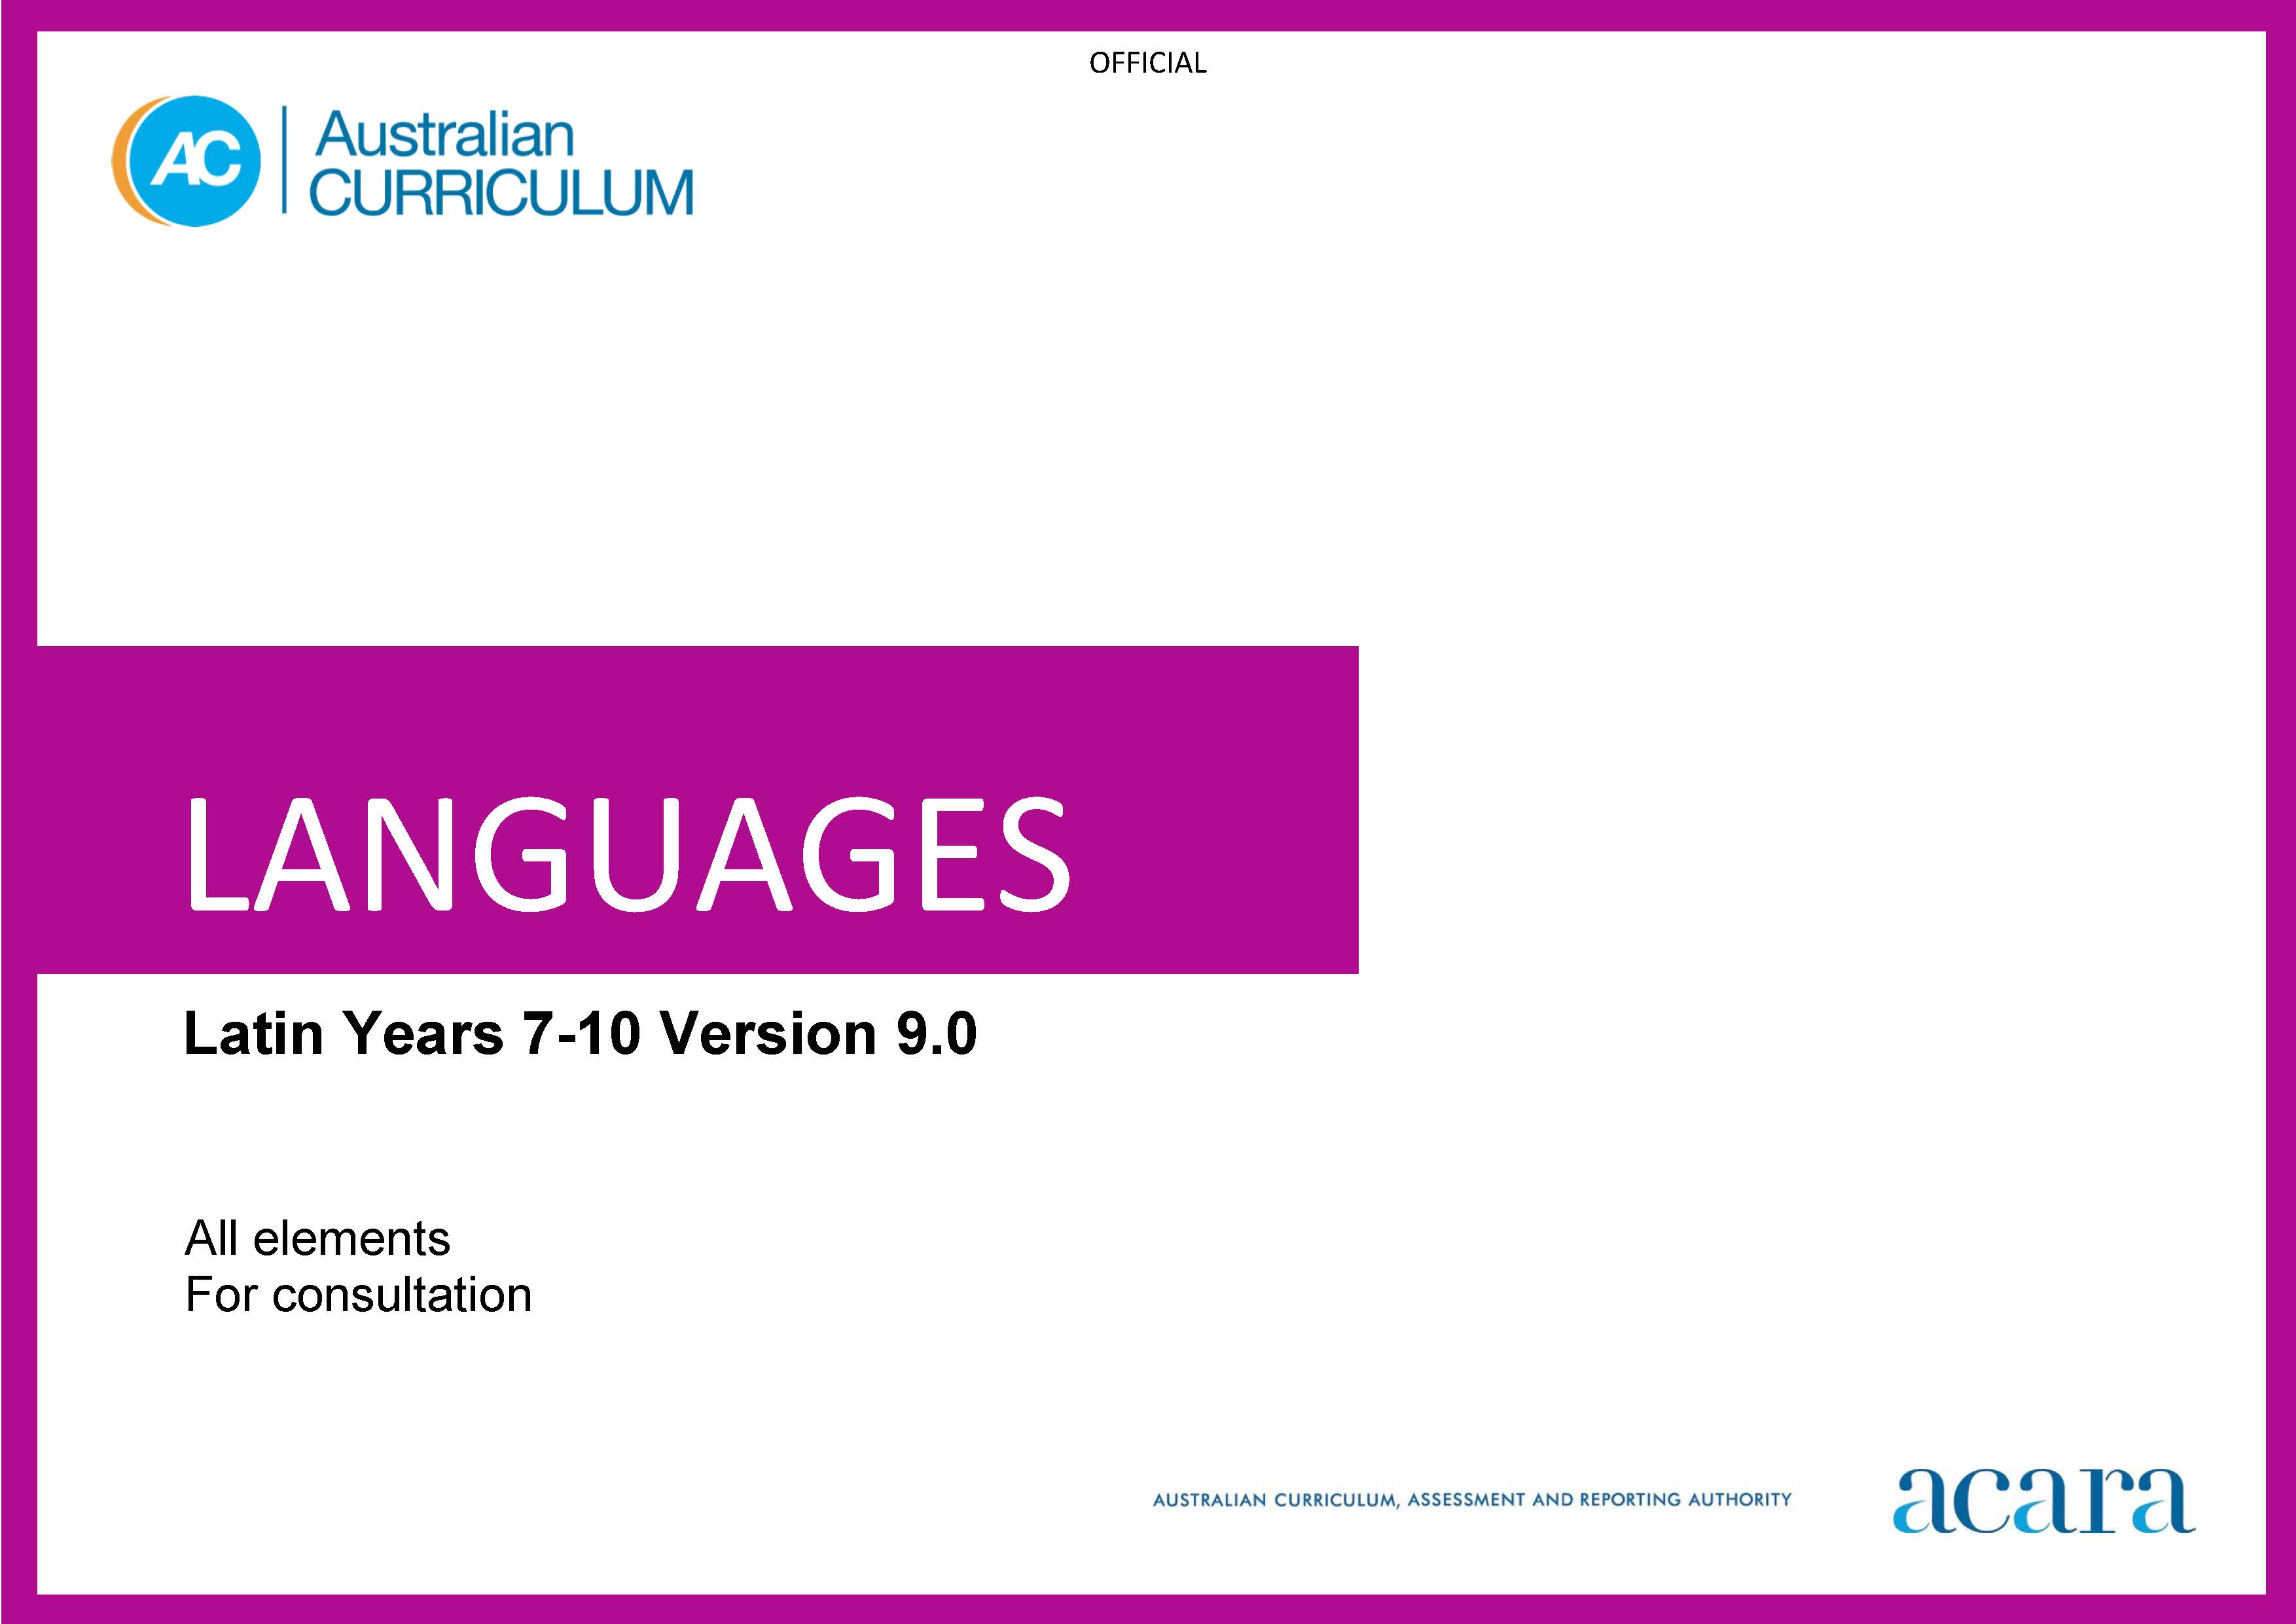 OFFICIAL
AC
Australian
CURRICULUM
LANGUAGES
Latin Years 7-10 Version 9.0
All elements
For consultation
AUSTRALIAN CURRICULUM, ASSESSMENT AND REPORTING AUTHORITY
acara